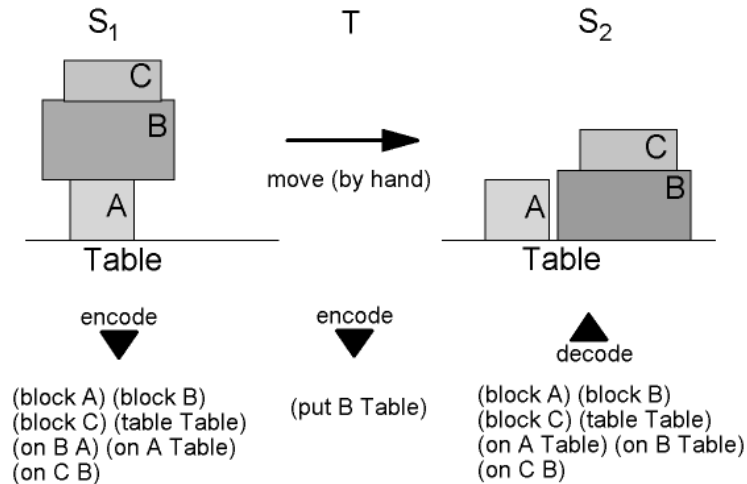 S1 T S2
C
B
A
Table
move (by hand)
C
B
A
Table
encode
encode
decode
(block A) (block B)
(block C) (table Table)
(on B A) (on A Table)
(on C B)
(put B Table)
(block A) (block B)
(block C) (table Table)
(on A Table) (on B Table)
(on C B)